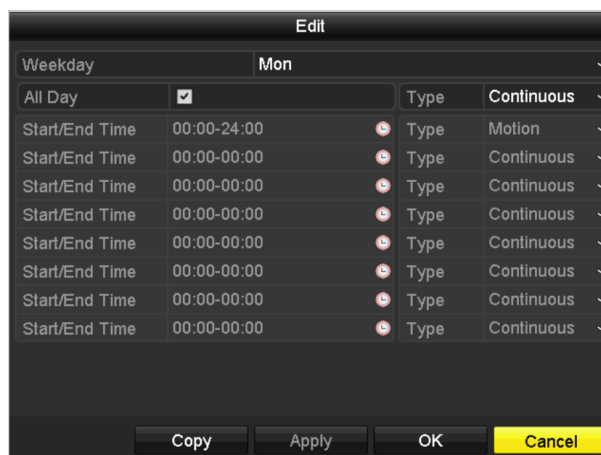 Edit
Weekday Mon
All Day Type Continuous
Start/End Time 00:00-24:00 Type Motion
Start/End Time 00:00-00:00 Type Continuous
Start/End Time 00:00-00:00 Type Continuous
Start/End Time 00:00-00:00 Type Continuous
Start/End Time 00:00-00:00 Type Continuous
Start/End Time 00:00-00:00 Type Continuous
Start/End Time 00:00-00:00 Type Continuous
Start/End Time 00:00-00:00 Type Continuous
Copy Apply OK Cancel